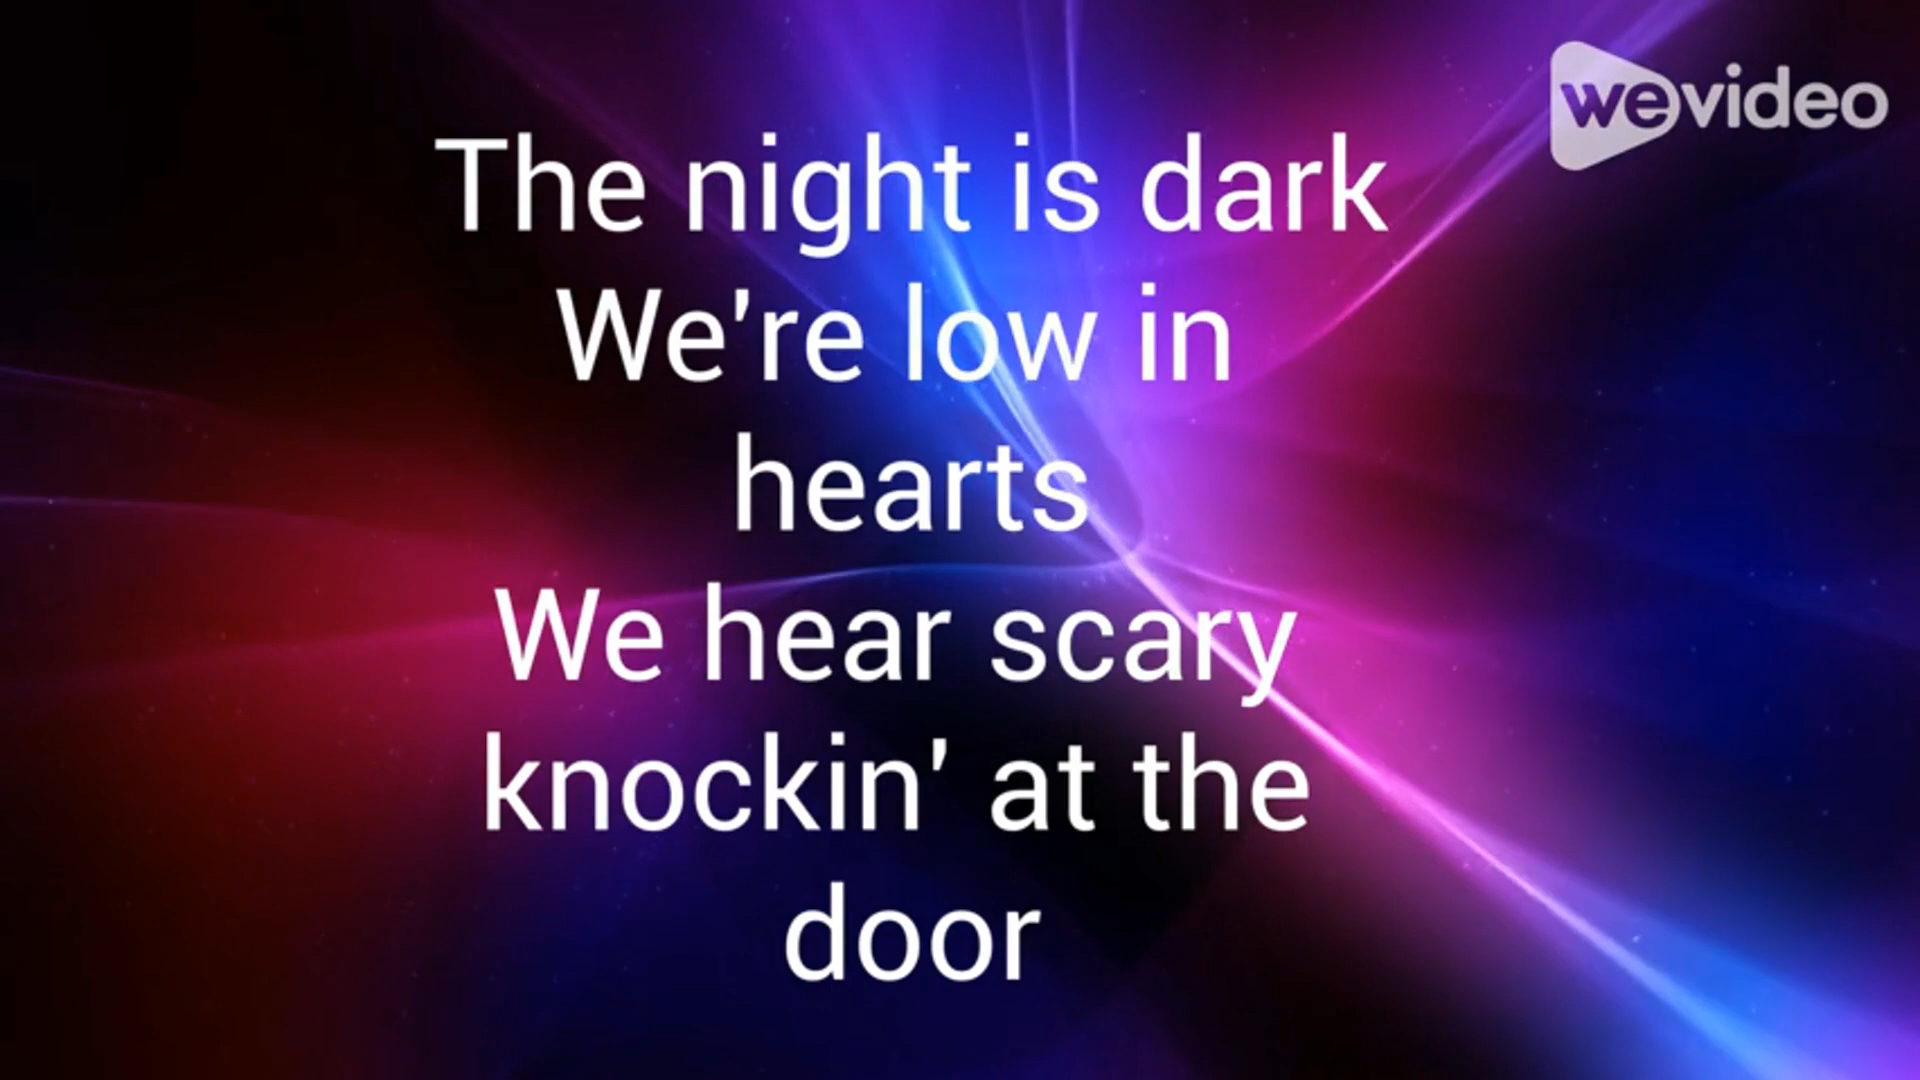 wevideo
The night is dark
We're low in
hearts
We hear scary
knockin' at the
door